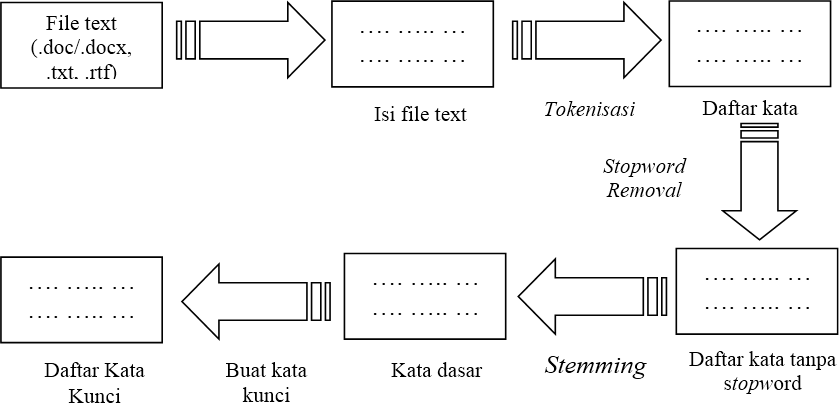 File text
(.doc/.docx,
.txt, .rtf)
.... ..... ...
.... ..... ...
Isi file text
Tokenisasi
.... ..... ...
.... ..... ...
Daftar kata
Stopword
Removal
.... ..... ...
.... ..... ...
Daftar kata tanpa
stopword
Stemming
.... ..... ...
.... ..... ...
Kata dasar
Buat kata
kunci
.... ..... ...
.... ..... ...
Daftar Kata
Kunci